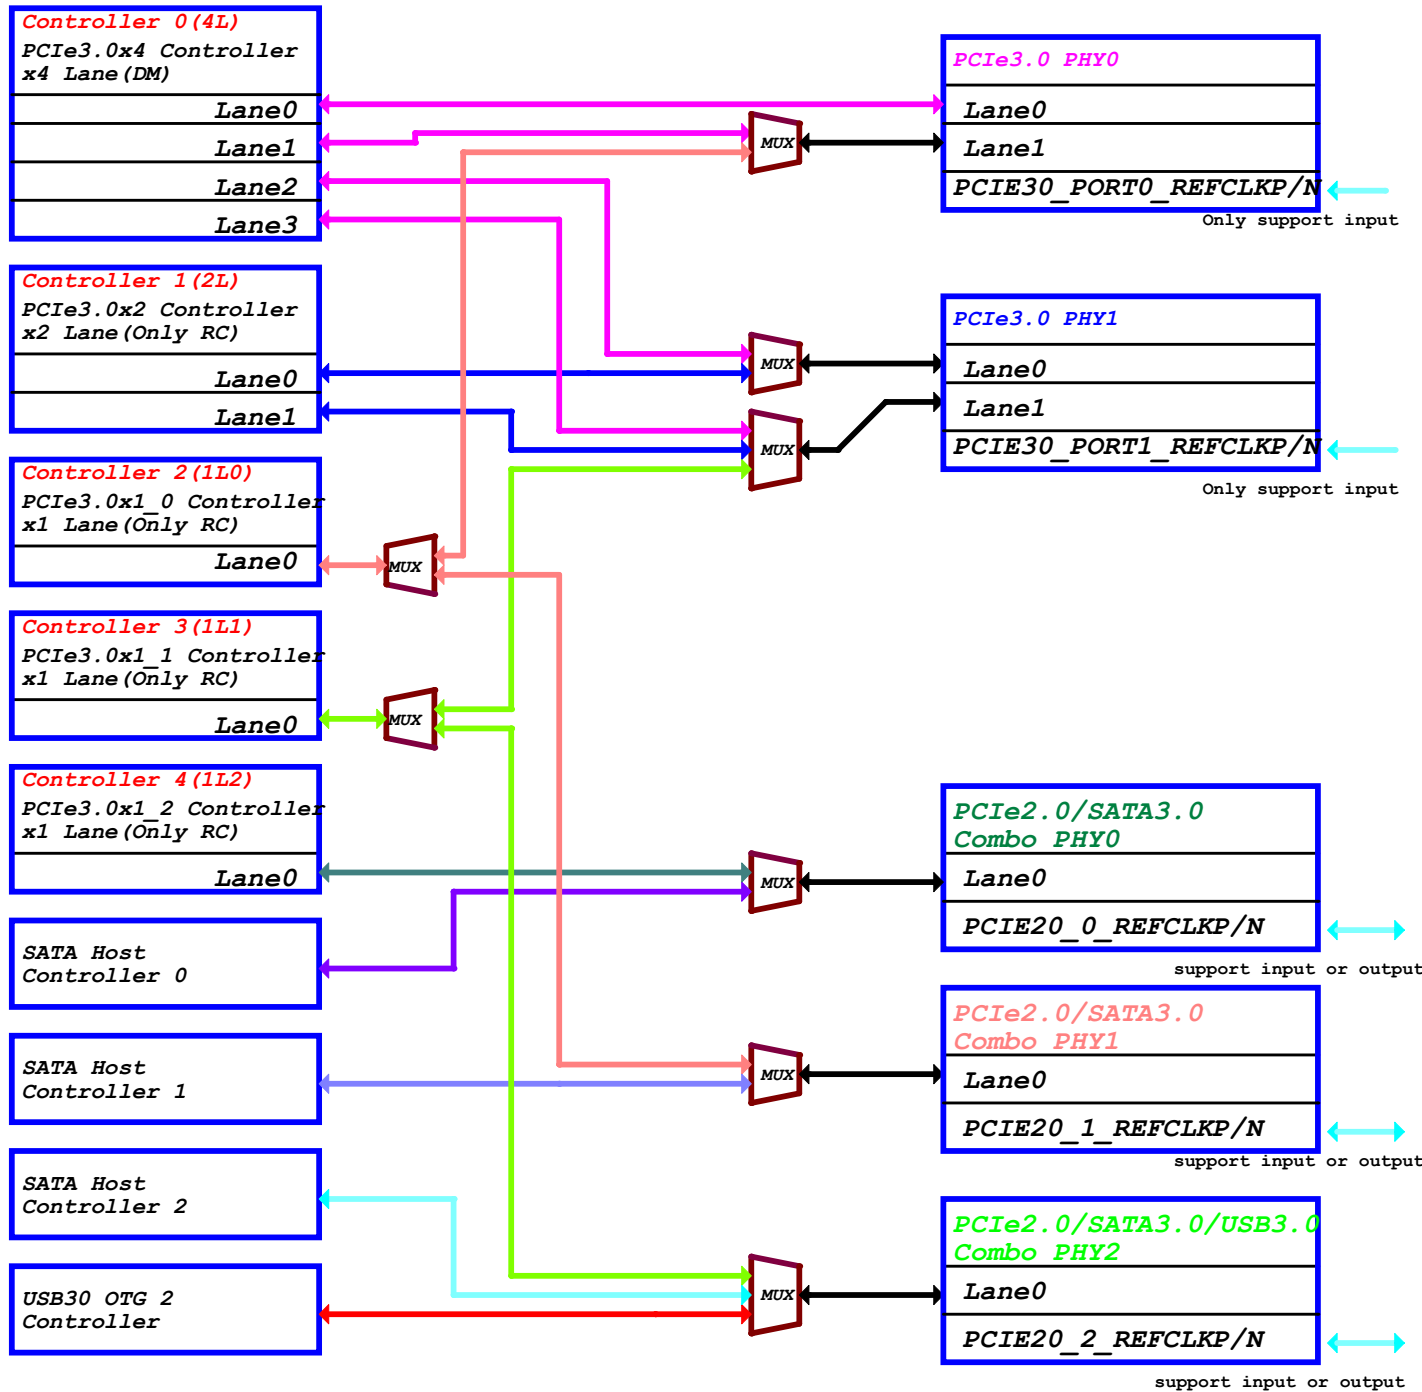 Controller 0(4L)
PCIe3.0x4 Controller
x4 Lane(DM)
Lane0
Lane1
Lane2
Lane3
Controller 1(2L)
PCIe3.0x2 Controller
x2 Lane(Only RC)
Lane0
Lane1
Controller 2(1L0)
PCIe3.0x1_0 Controller
x1 Lane(Only RC)
Lane0
Controller 3(1L1)
PCIe3.0x1_1 Controller
x1 Lane(Only RC)
Lane0
Controller 4(1L2)
PCIe3.0x1_2 Controller
x1 Lane(Only RC)
Lane0
SATA Host
Controller 0
SATA Host
Controller 1
SATA Host
Controller 2
USB30 OTG 2
Controller
MUX
MUX
MUX
MUX
MUX
MUX
MUX
MUX
PCIe3.0 PHY0
Lane0
Lane1
PCIE30_PORT0_REFCLKP/N
Only support input
PCIe3.0 PHY1
Lane0
Lane1
PCIE30_PORT1_REFCLKP/N
Only support input
PCIe2.0/SATA3.0
Combo PHY0
Lane0
PCIE20_0_REFCLKP/N
support input or output
PCIe2.0/SATA3.0
Combo PHY1
Lane0
PCIE20_1_REFCLKP/N
support input or output
PCIe2.0/SATA3.0/USB3.0
Combo PHY2
Lane0
PCIE20_2_REFCLKP/N
support input or output